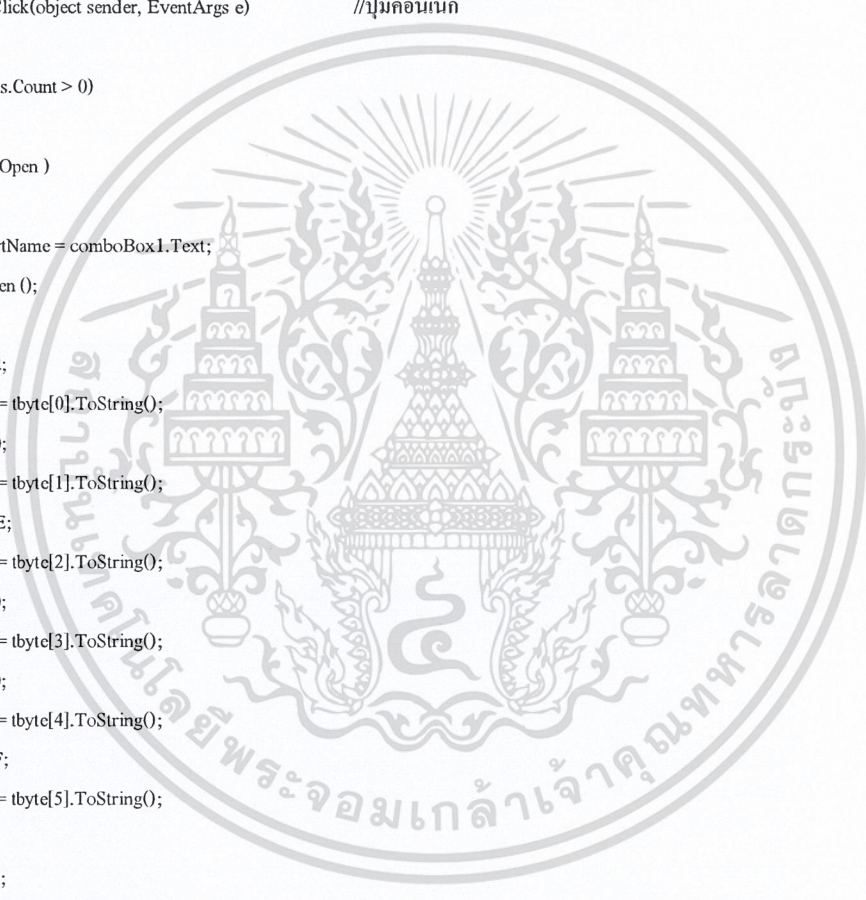 lick(object sender, EventArgs e) //ปุ่มคอนเนก
s.Count > 0)
Open )
tName = comboBox1.Text;
en ();
;
= tbyte[0].ToString();
;
= tbyte[1].ToString();
E;
= tbyte[2].ToString();
;
= tbyte[3].ToString();
;
= tbyte[4].ToString();
F;
= tbyte[5].ToString();
;
สถาบันเทคโนโลยีพระจอมเกล้าเจ้าคุณทหารลาดกระบัง